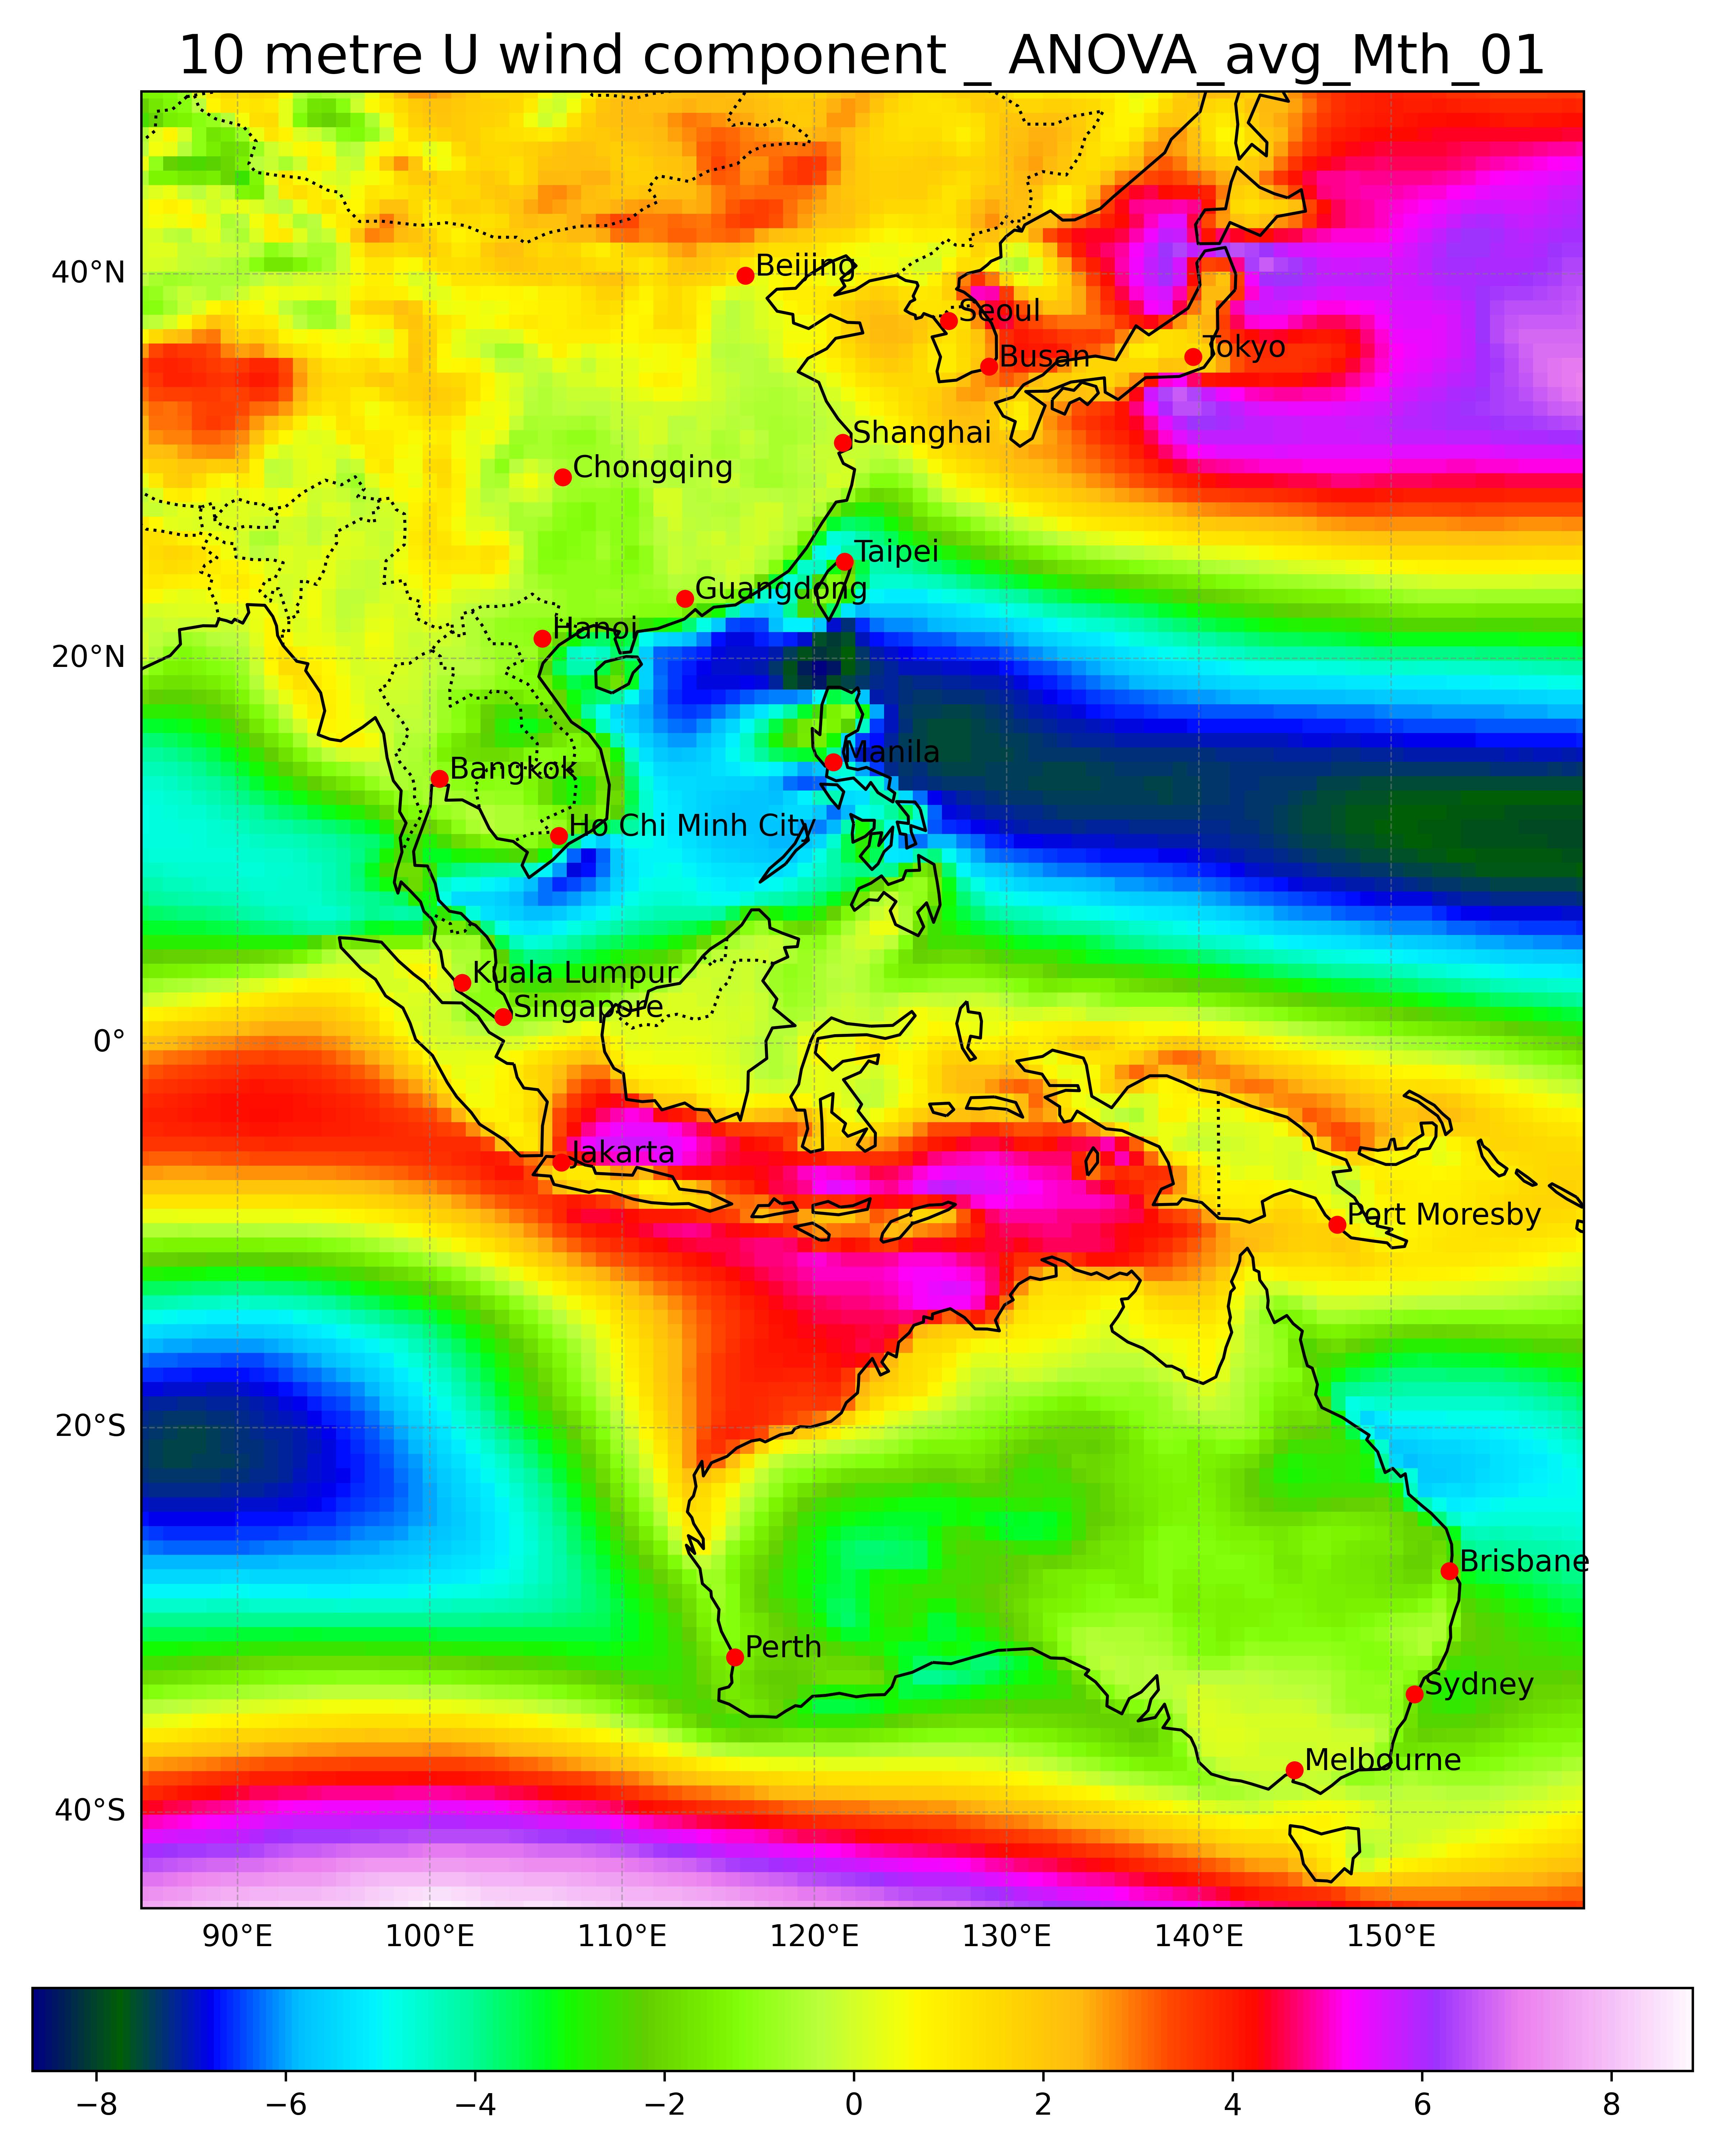 10 metre U wind component _ ANOVA_avg_Mth_01
40°N
20°N
0°
20°S
40°S
Beijing
Seoul
Busan
Tokyo
Shanghai
Chongqing
Taipei
Guangdong
Hanoi
Manila
Bangkok
Ho Chi Minh City
Kuala Lumpur
Singapore
Jakarta
Port Moresby
Brisbane
Perth
Sydney
Melbourne
90°E 100°E 110°E 120°E 130°E 140°E 150°E
−8 −6 −4 −2 0 2 4 6 8